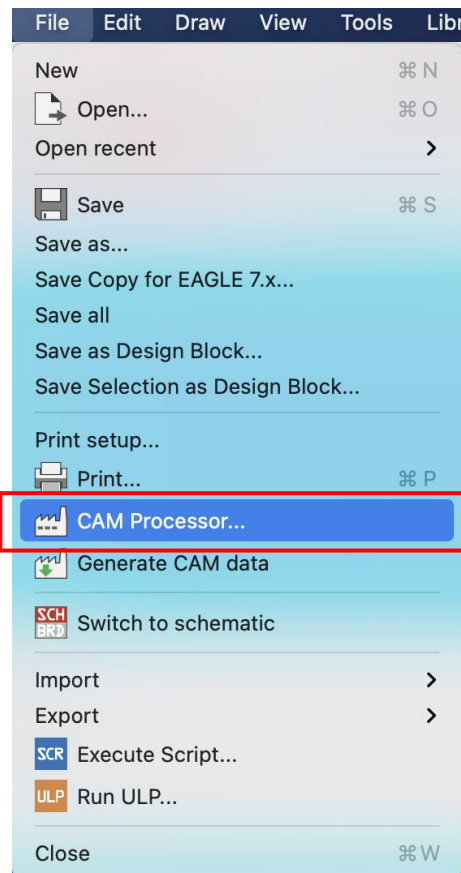 File Edit Draw View Tools Libr
New ⌘ N
Open... ⌘ O
Open recent
Save ⌘ S
Save as...
Save Copy for EAGLE 7.x...
Save all
Save as Design Block...
Save Selection as Design Bloc...
Print setup...
Print... ⌘ P
CAM Processor...
Generate CAM data
SCH
BRD
Switch to schematic
Import
Export
SCR Execute Script...
ULP Run ULP...
Close ⌘ W